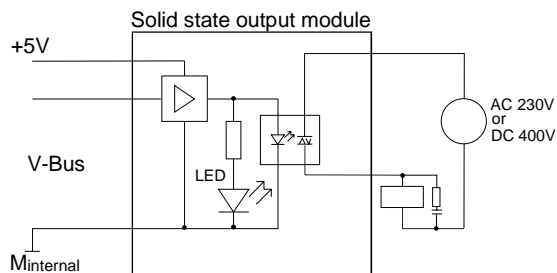 Solid state output module
+5V
AC 230V
or
DC 400V
V-Bus
LED
Minternal